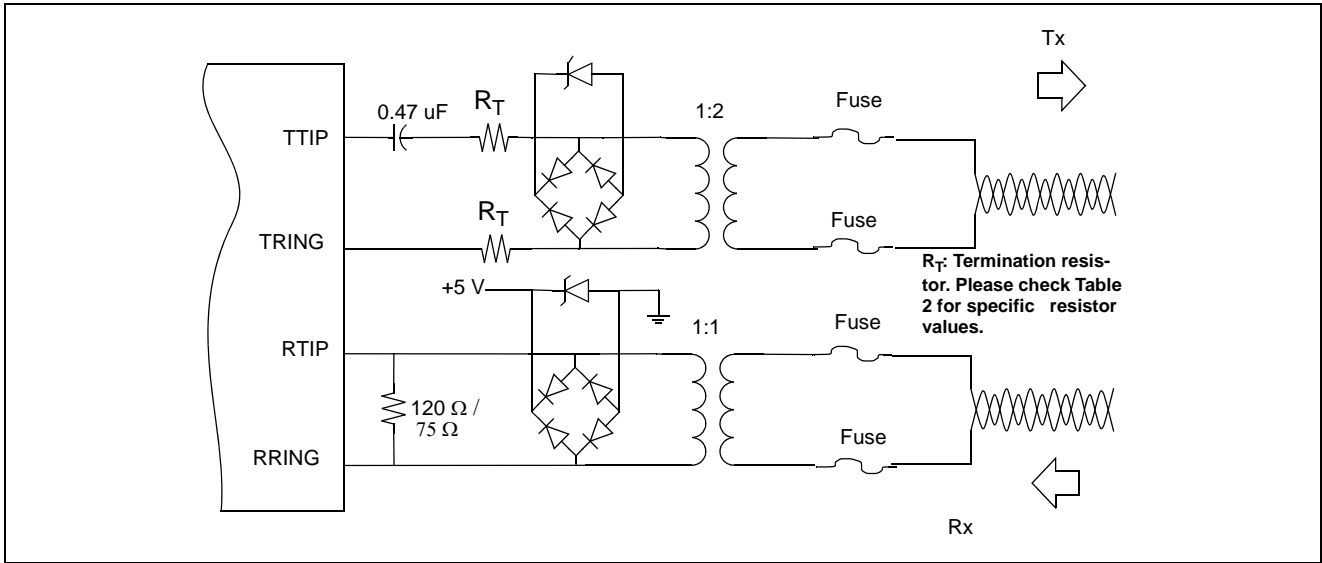 Tx
Fuse
1:2
0.47 uF
RT
TTIP
RT
Fuse
TRING
RT: Termination resis-
tor. Please check Table
2 for specific resistor
values.
+5 V
Fuse
1:1
RTIP
120 Ω /
75 Ω
Fuse
RRING
Rx